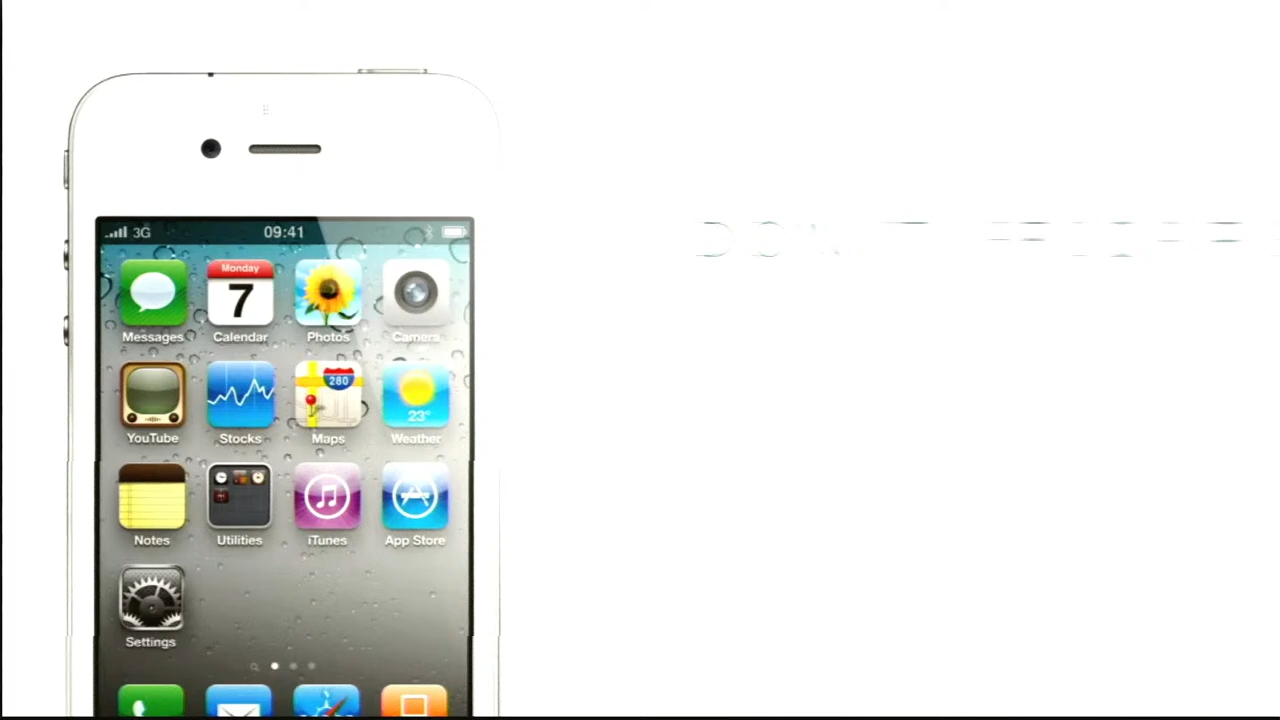 3G 09:41
Monday
7
Messages Calendar Photos Camera
280
23°
YouTube Stocks Maps Weather
Notes Utilities iTunes App Store
Settings